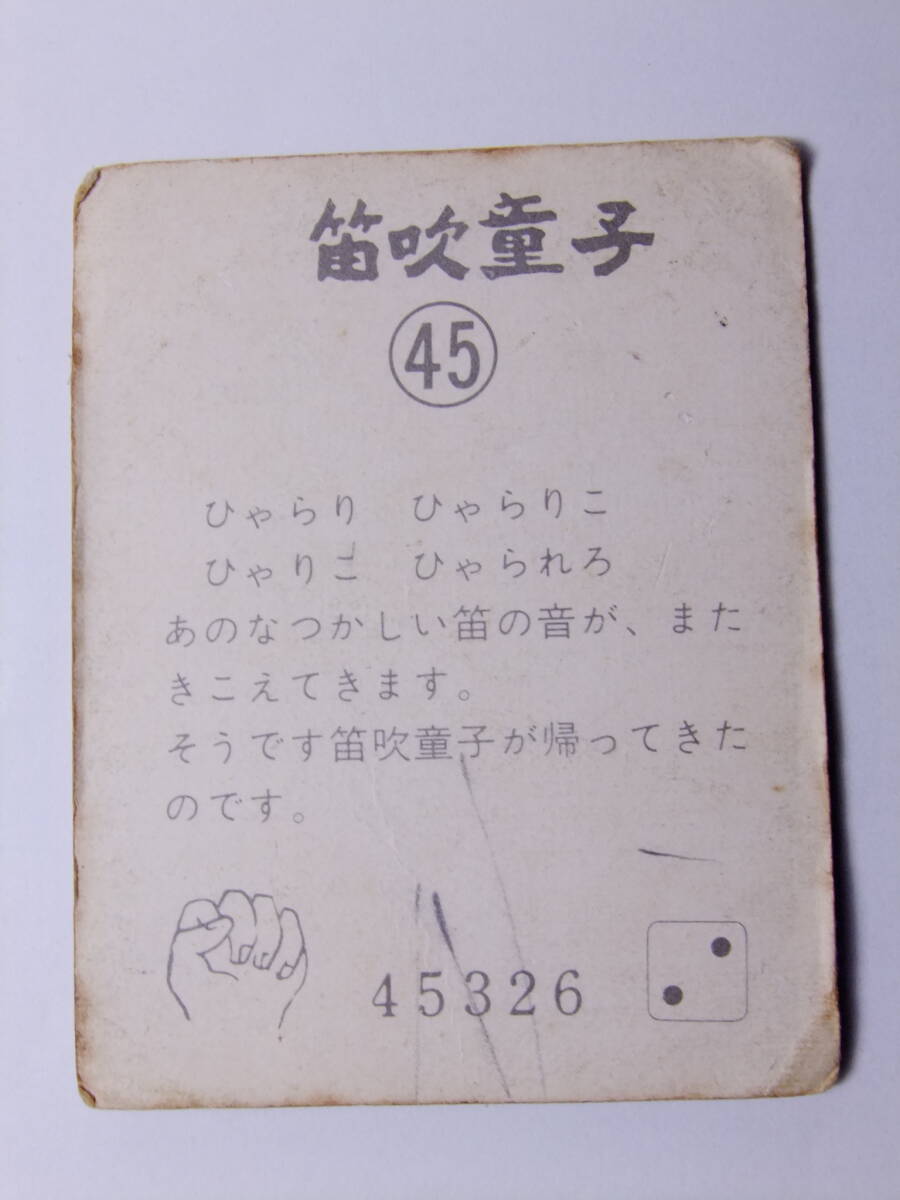 笛吹童子
45
ひゃらり　ひゃらりこ
ひゃりこ　ひゃられろ
あのなつかしい笛の音が、また
きこえてきます。
そうです笛吹童子が帰ってきた
のです。
45326